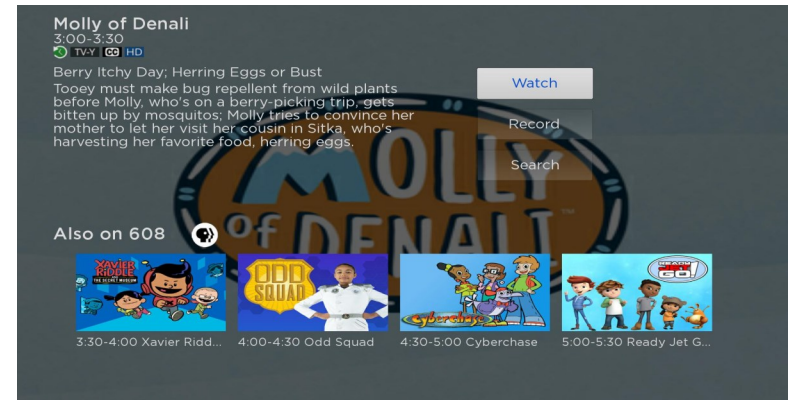 Molly of Denali
3:00-3:30
TV-Y CC HD
Berry Itchy Day; Herring Eggs or Bust
Tooey must make bug repellent from wild plants
before Molly, who's on a berry-picking trip, gets
bitten up by mosquitos; Molly tries to convince her
mother to let her visit her cousin in Sitka, who's
harvesting her favorite food, herring eggs.
Watch
Record
Search
MOLLY
OF DENALI
TM
Also on 608
XAVIER
RIDDLE
THE SECRET MUSEUM
ODD
SQUAD
Cyberchase
READY
JET
GO!
3:30-4:00 Xavier Ridd...
4:00-4:30 Odd Squad
4:30-5:00 Cyberchase
5:00-5:30 Ready Jet G...